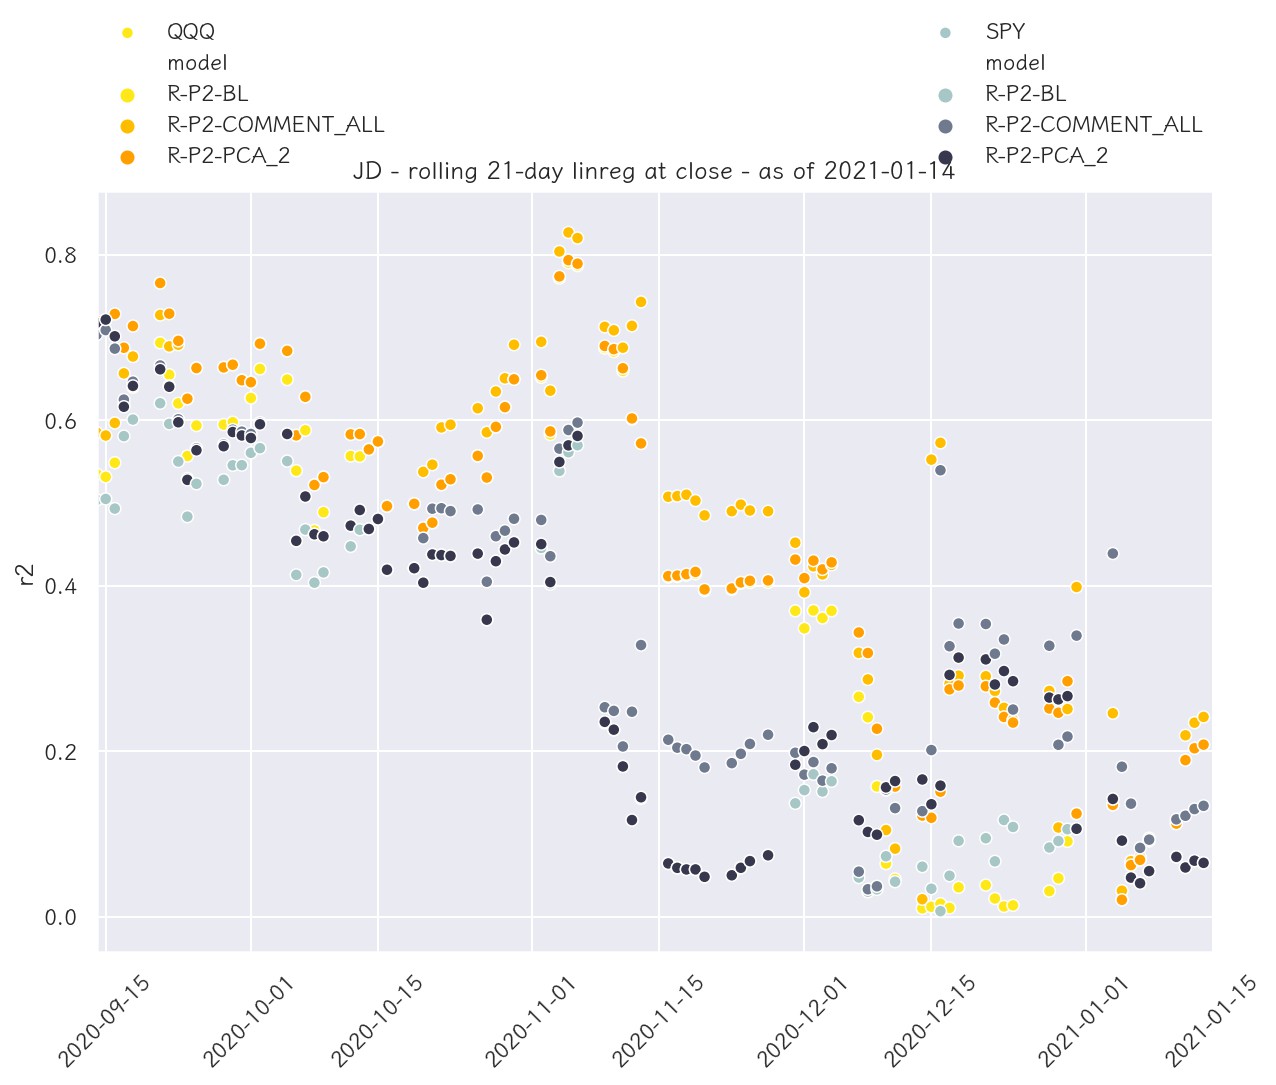 QQQ
model
R-P2-BL
R-P2-COMMENT_ALL
R-P2-PCA_2
SPY
model
R-P2-BL
R-P2-COMMENT_ALL
R-P2-PCA_2
JD - rolling 21-day linreg at close - as of 2021-01-14
r2
0.8
0.6
0.4
0.2
0.0
2020-09-15
2020-10-01
2020-10-15
2020-11-01
2020-11-15
2020-12-01
2020-12-15
2021-01-01
2021-01-15